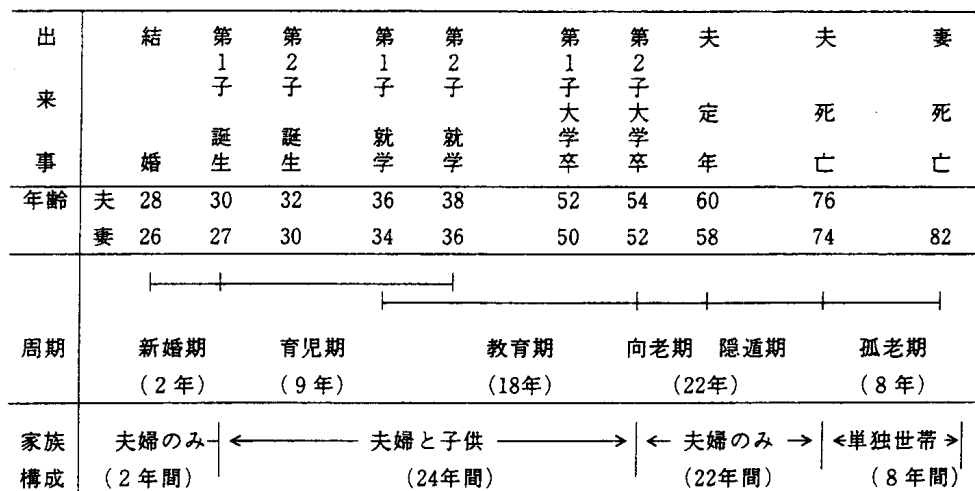 出来事 結婚 第1子誕生 第2子誕生 第1子就学 第2子就学 第1子大学卒 第2子大学卒 夫定年 夫死亡 妻死亡
年齢 夫 28 30 32 36 38 52 54 60 76
妻 26 27 30 34 36 50 52 58 74 82
周期 新婚期 育児期 教育期 向老期 隠遁期 孤老期
(2年) (9年) (18年) (22年) (8年)
家族 夫婦のみ 夫婦と子供 夫婦のみ 単独世帯
構成 (2年間) (24年間) (22年間) (8年間)